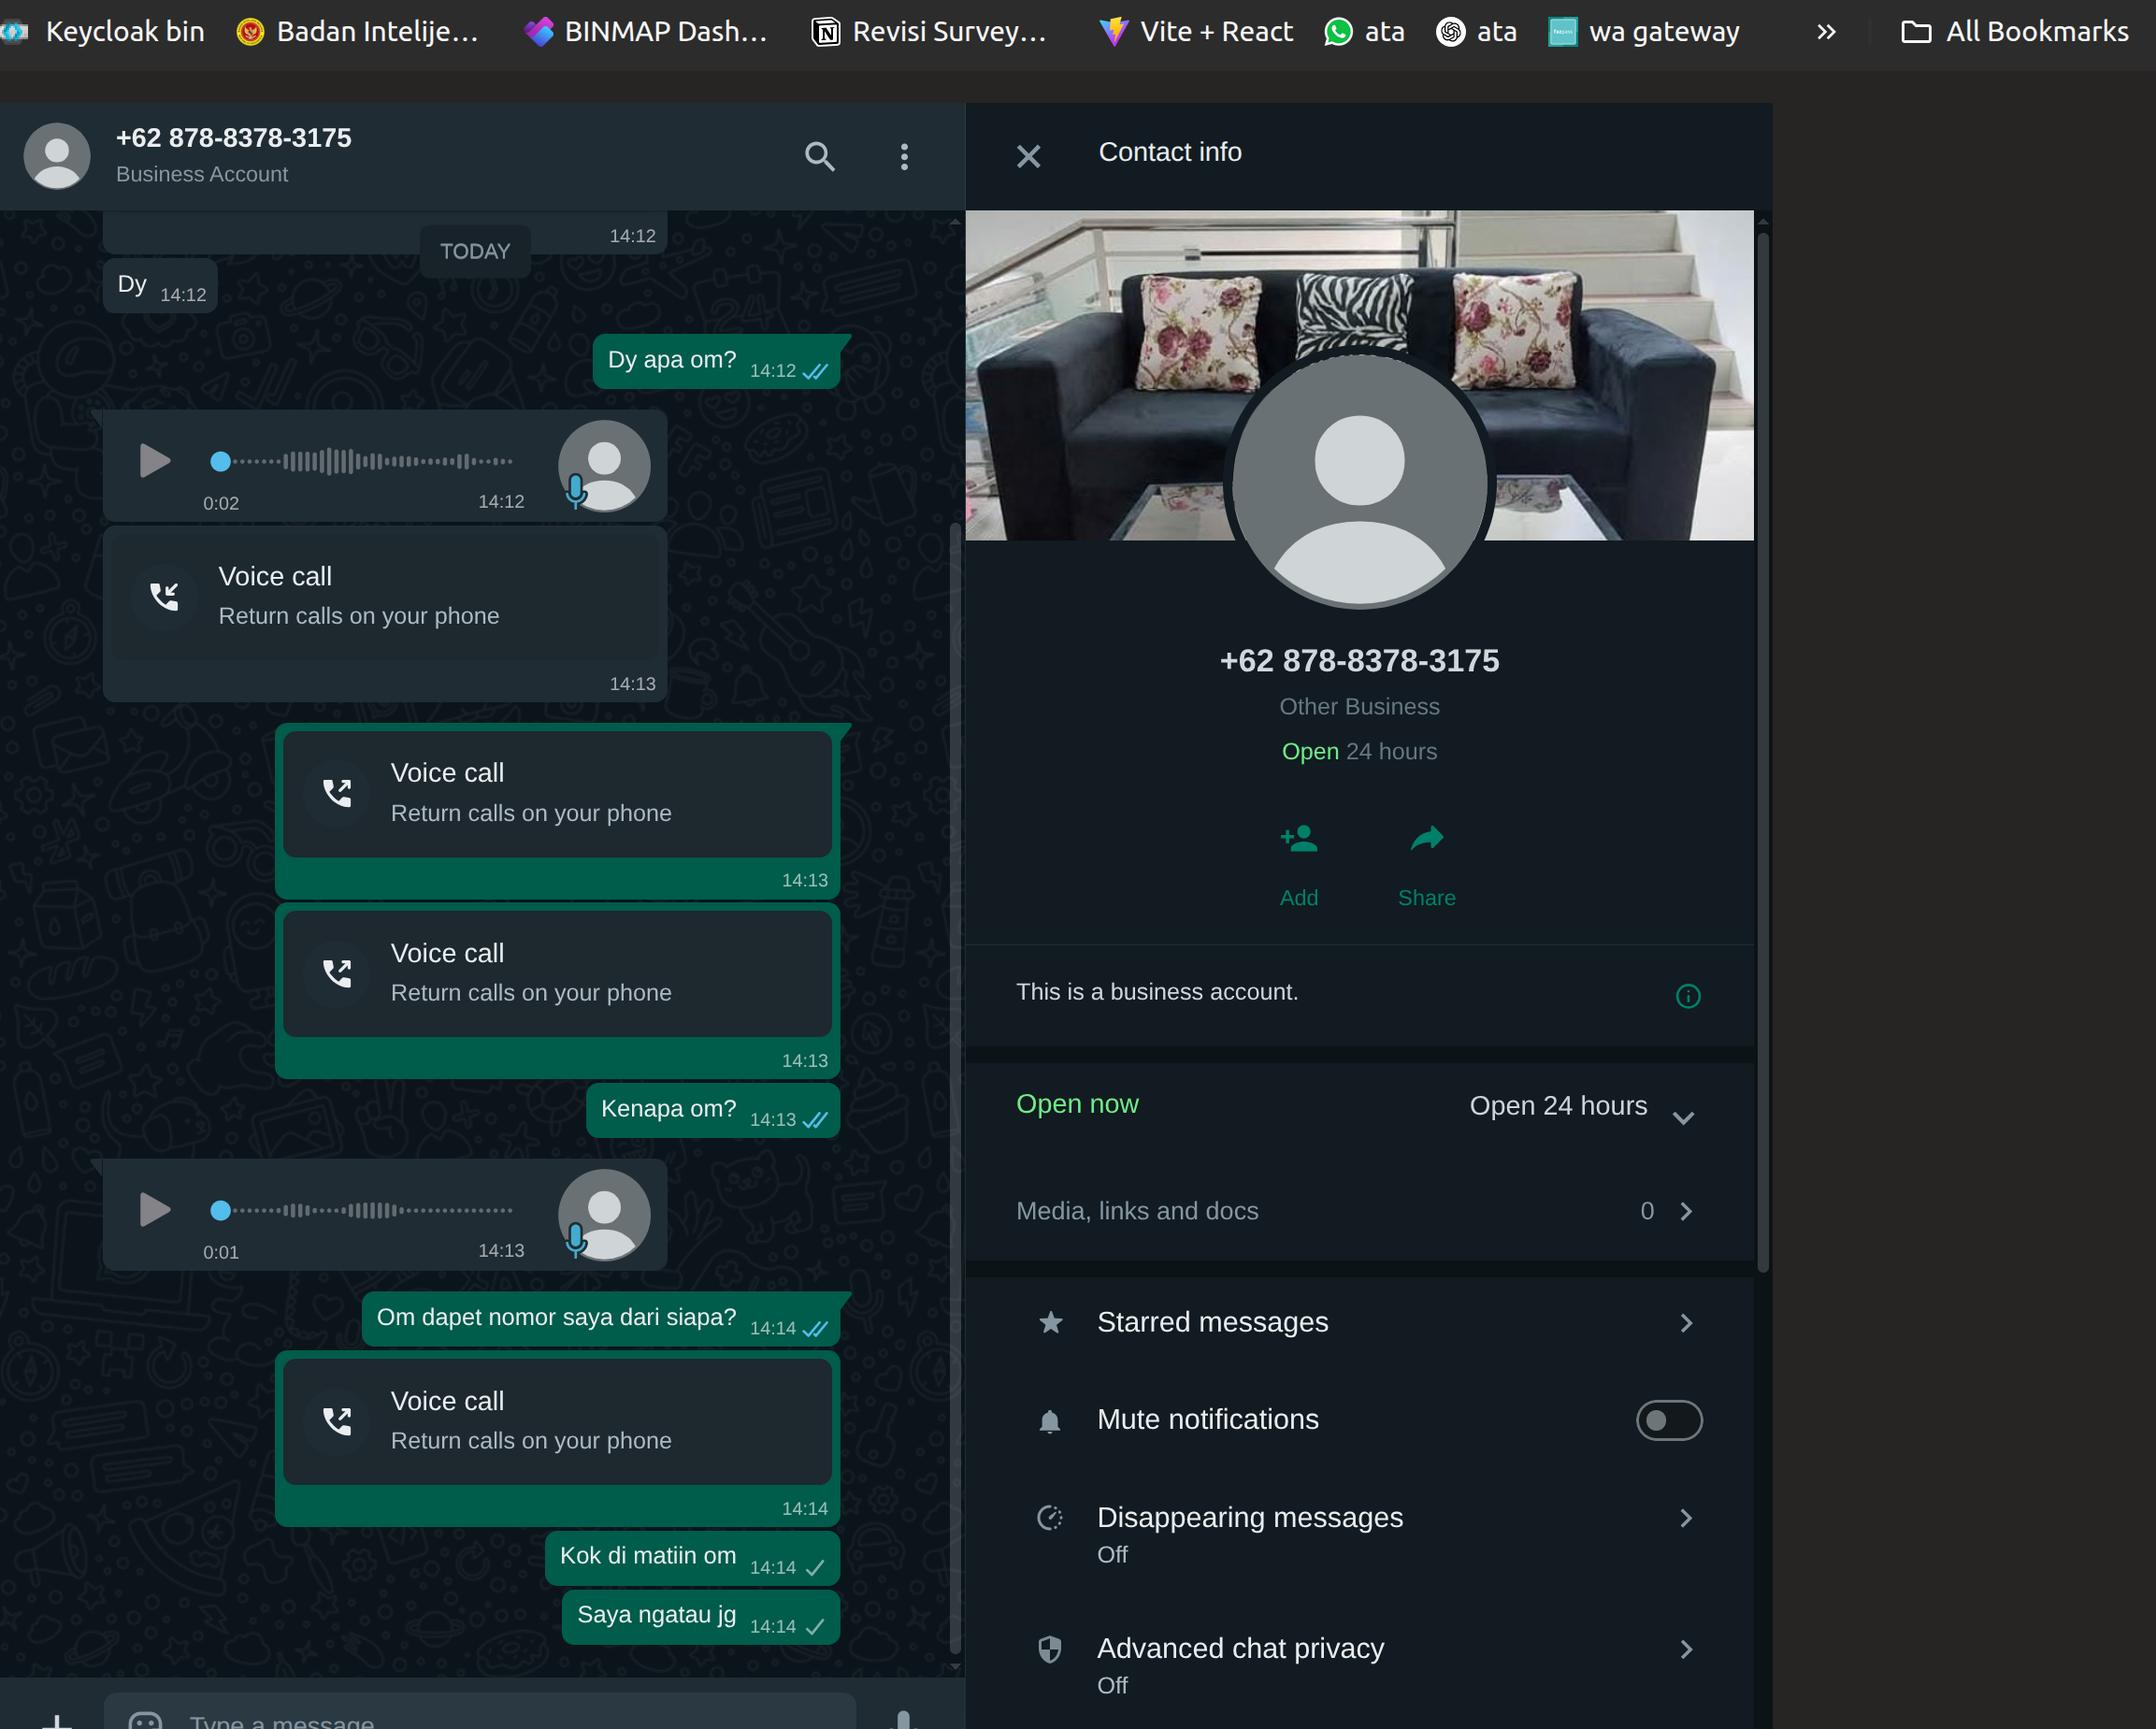 Keycloak bin
Badan Intelije...
BINMAP Dash...
Revisi Survey...
Vite + React
ata
ata
wa gateway
All Bookmarks
+62 878-8378-3175
Business Account
14:12
TODAY
Dy 14:12
Dy apa om? 14:12
0:02 14:12
Voice call
Return calls on your phone
14:13
Voice call
Return calls on your phone
14:13
Voice call
Return calls on your phone
14:13
Kenapa om? 14:13
0:01 14:13
Om dapet nomor saya dari siapa? 14:14
Voice call
Return calls on your phone
14:14
Kok di matiin om 14:14
Saya ngatau jg 14:14
Type a message
Contact info
+62 878-8378-3175
Other Business
Open 24 hours
Add Share
This is a business account.
Open now Open 24 hours
Media, links and docs 0
Starred messages
Mute notifications
Disappearing messages
Off
Advanced chat privacy
Off